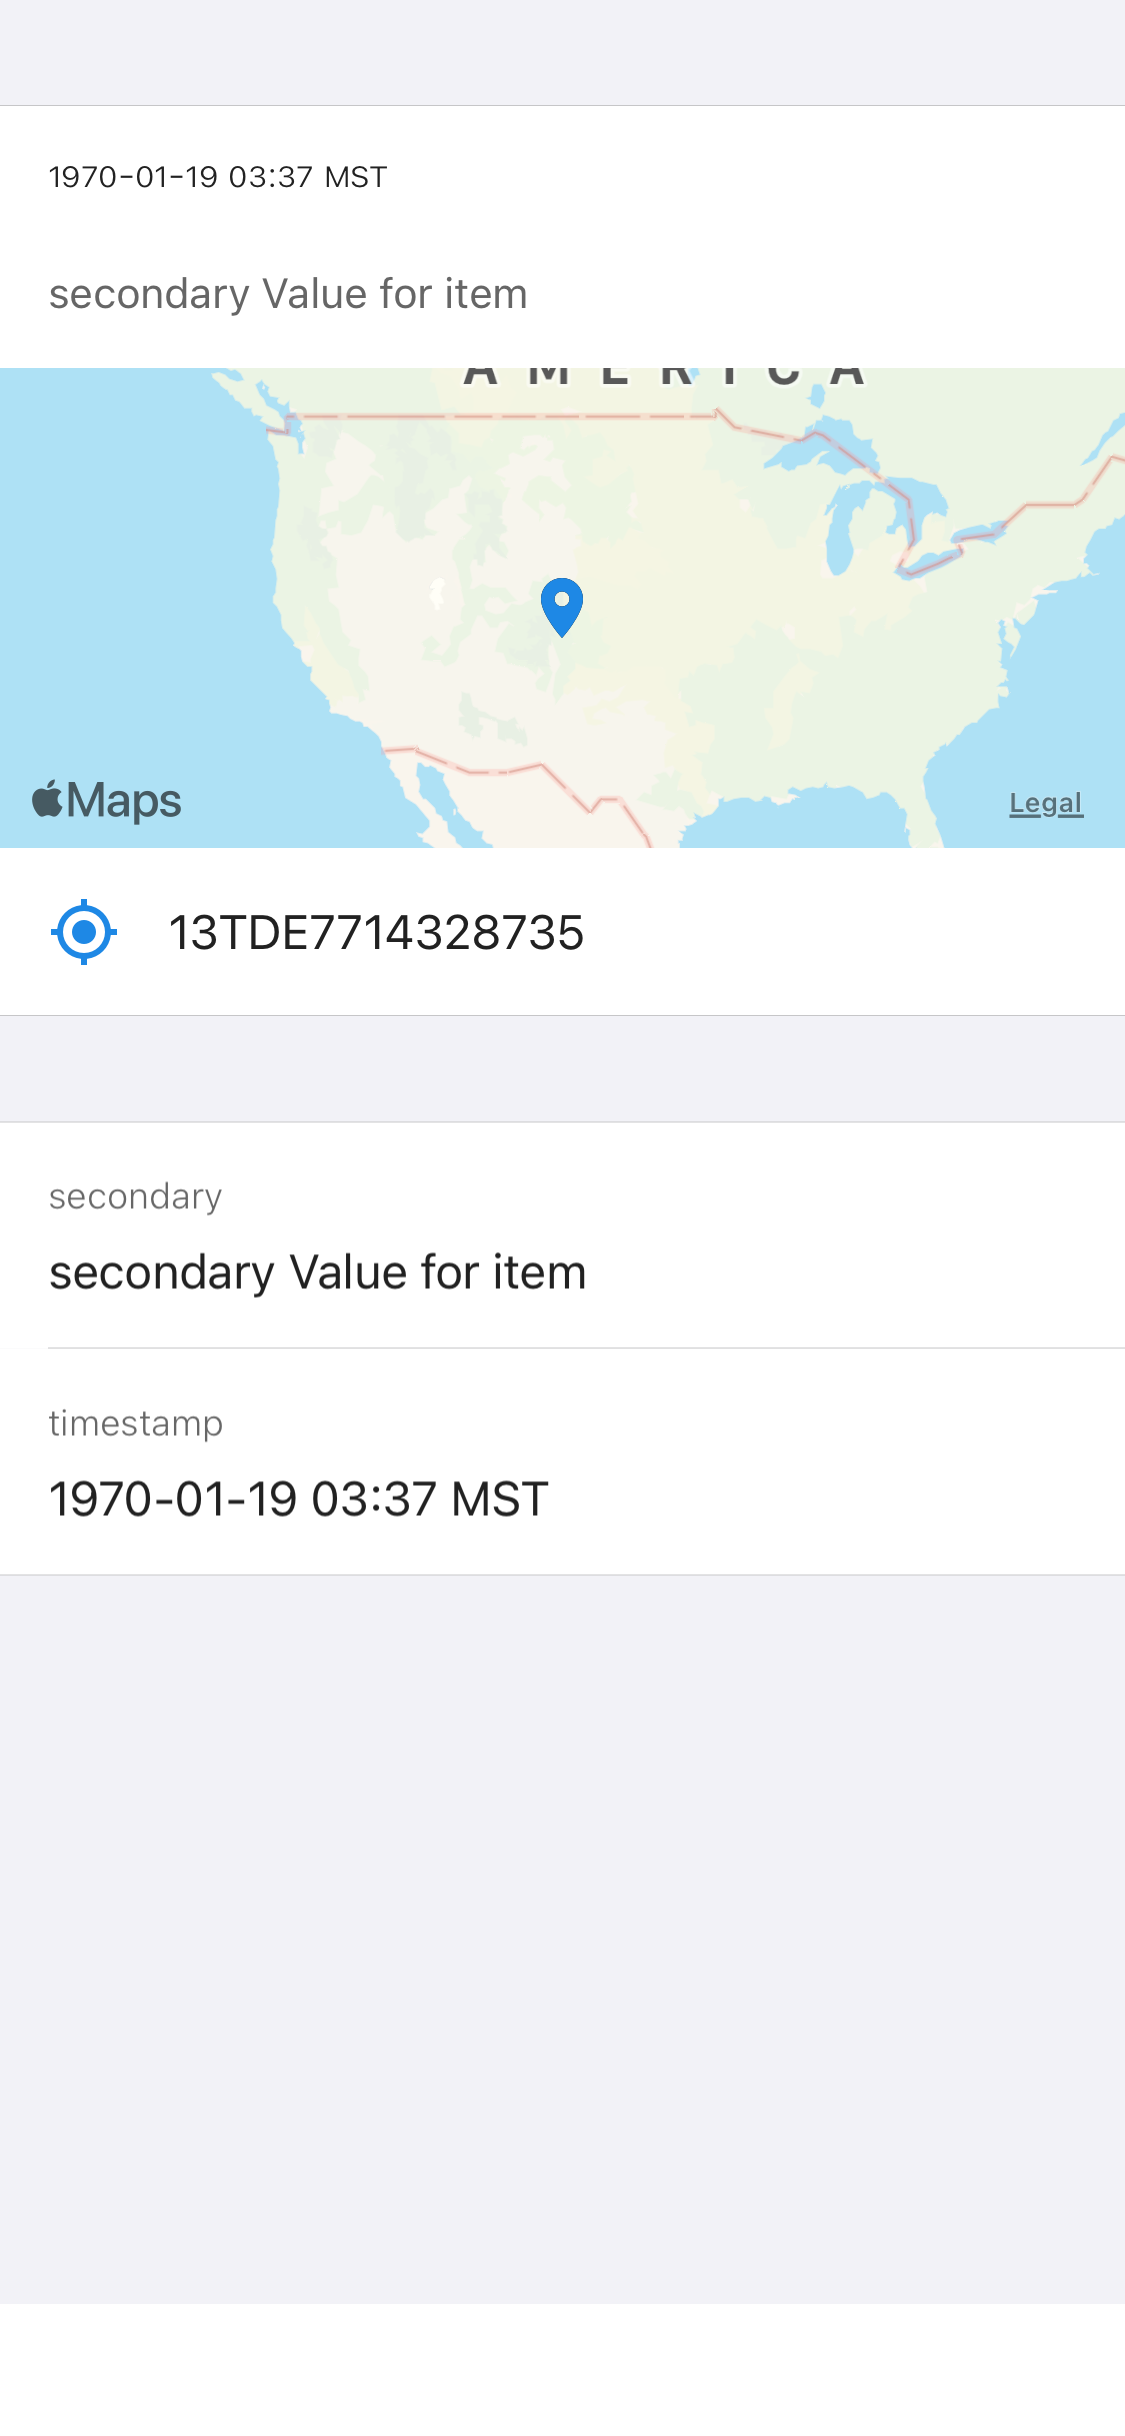 1970-01-19 03:37 MST
secondary Value for item
AMERICA
Maps
Legal
13TDE7714328735
secondary
secondary Value for item
timestamp
1970-01-19 03:37 MST